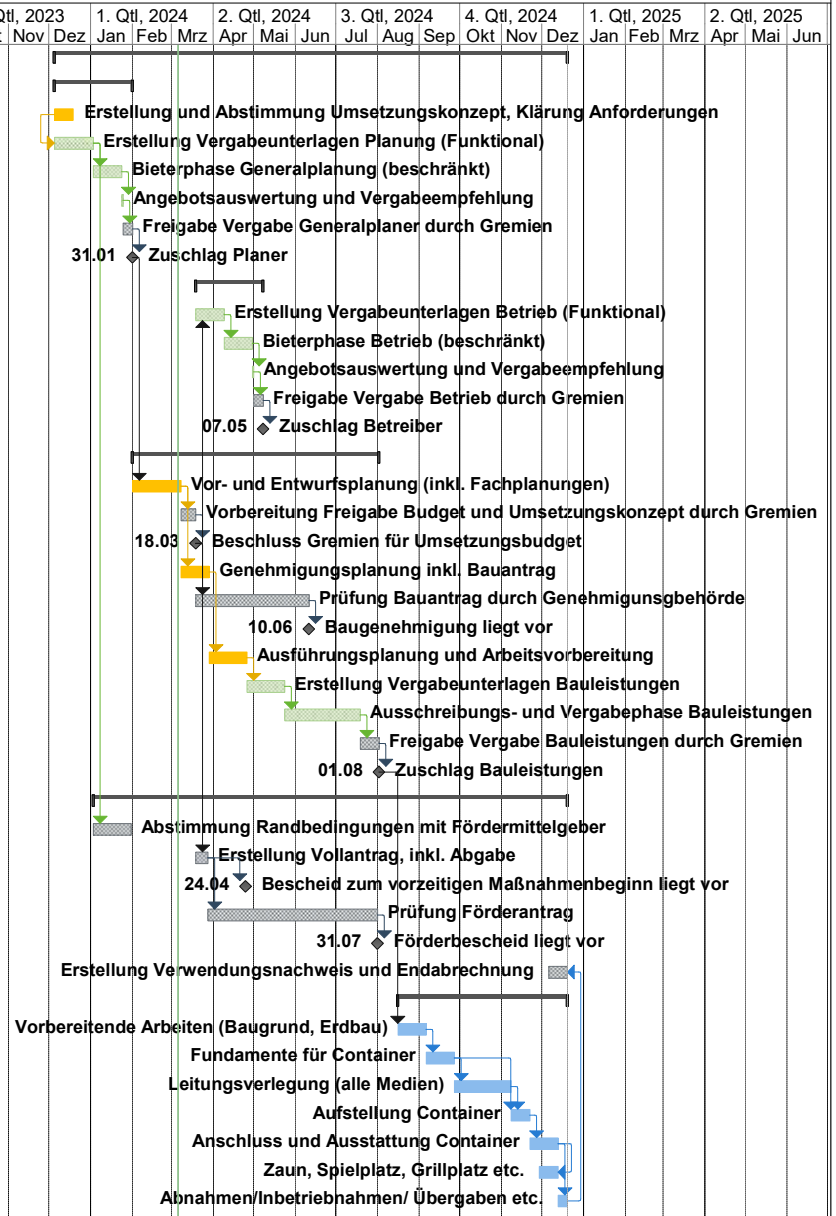 Qtl, 2023 1. Qtl, 2024 2. Qtl, 2024 3. Qtl, 2024 4. Qtl, 2024 1. Qtl, 2025 2. Qtl, 2025
Nov Dez Jan Feb Mrz Apr Mai Jun Jul Aug Sep Okt Nov Dez Jan Feb Mrz Apr Mai Jun
Erstellung und Abstimmung Umsetzungskonzept, Klärung Anforderungen
Erstellung Vergabeunterlagen Planung (Funktional)
Bieterphase Generalplanung (beschränkt)
Angebotsauswertung und Vergabeempfehlung
Freigabe Vergabe Generalplaner durch Gremien
31.01 Zuschlag Planer
Erstellung Vergabeunterlagen Betrieb (Funktional)
Bieterphase Betrieb (beschränkt)
Angebotsauswertung und Vergabeempfehlung
Freigabe Vergabe Betrieb durch Gremien
07.05 Zuschlag Betreiber
Vor- und Entwurfsplanung (inkl. Fachplanungen)
Vorbereitung Freigabe Budget und Umsetzungskonzept durch Gremien
18.03 Beschluss Gremien für Umsetzungsbudget
Genehmigungsplanung inkl. Bauantrag
Prüfung Bauantrag durch Genehmigunsgbehörde
10.06 Baugenehmigung liegt vor
Ausführungsplanung und Arbeitsvorbereitung
Erstellung Vergabeunterlagen Bauleistungen
Ausschreibungs- und Vergabephase Bauleistungen
Freigabe Vergabe Bauleistungen durch Gremien
01.08 Zuschlag Bauleistungen
Abstimmung Randbedingungen mit Fördermittelgeber
Erstellung Vollantrag, inkl. Abgabe
24.04 Bescheid zum vorzeitigen Maßnahmenbeginn liegt vor
Prüfung Förderantrag
31.07 Förderbescheid liegt vor
Erstellung Verwendungsnachweis und Endabrechnung
Vorbereitende Arbeiten (Baugrund, Erdbau)
Fundamente für Container
Leitungsverlegung (alle Medien)
Aufstellung Container
Anschluss und Ausstattung Container
Zaun, Spielplatz, Grillplatz etc.
Abnahmen/Inbetriebnahmen/ Übergaben etc.